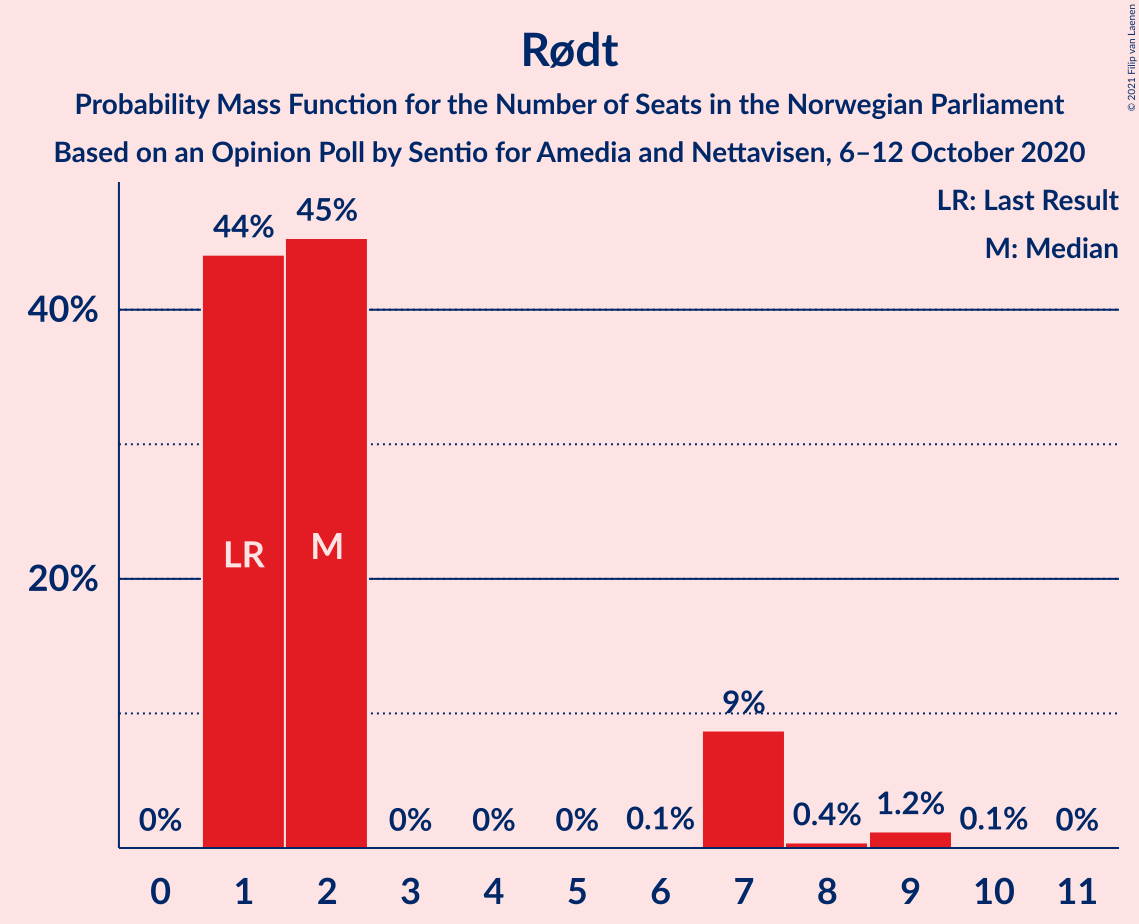 Rødt
Probability Mass Function for the Number of Seats in the Norwegian Parliament
Based on an Opinion Poll by Sentio for Amedia and Nettavisen, 6–12 October 2020
© 2021 Filip van Laenen
LR: Last Result
M: Median
40%
20%
44%
45%
LR
M
0%
0%
0%
0%
0.1%
9%
0.4%
1.2%
0.1%
0%
0 1 2 3 4 5 6 7 8 9 10 11